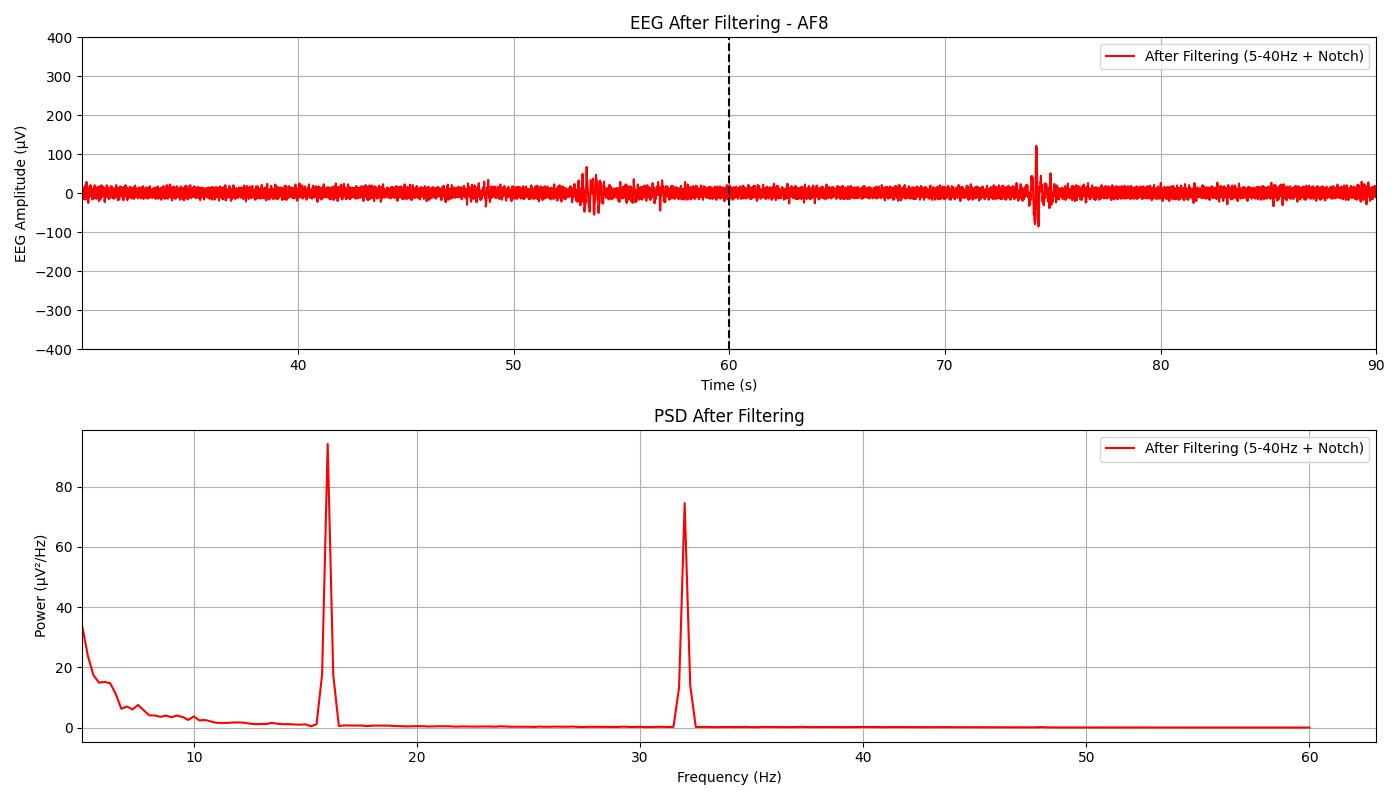 EEG After Filtering - AF8
After Filtering (5-40Hz + Notch)
EEG Amplitude (µV)
400
300
200
100
0
−100
−200
−300
−400
40 50 60 70 80 90
Time (s)
PSD After Filtering
After Filtering (5-40Hz + Notch)
Power (µV²/Hz)
80
60
40
20
0
10 20 30 40 50 60
Frequency (Hz)